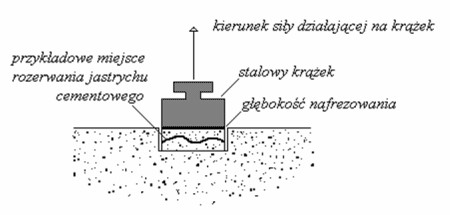 kierunek siły działającej na krążek
przykładowe miejsce
rozerwania jastrychu
cementowego
stalowy krążek
głębokość nafrezowania